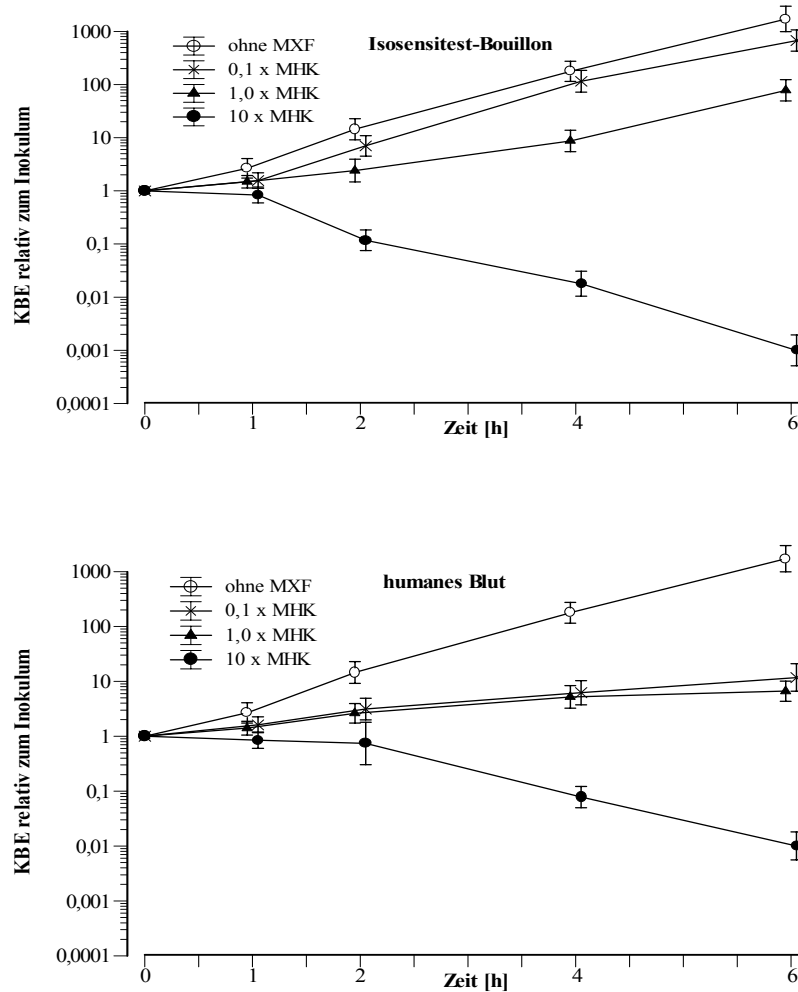 Isosensitest-Bouillon
ohne MXF
0,1 x MHK
1,0 x MHK
10 x MHK
KBE relativ zum Inokulum
1000
100
10
1
0,1
0,01
0,001
0,0001
0 1 2 4 6
Zeit [h]
humanes Blut
ohne MXF
0,1 x MHK
1,0 x MHK
10 x MHK
KBE relativ zum Inokulum
1000
100
10
1
0,1
0,01
0,001
0,0001
0 1 2 4 6
Zeit [h]